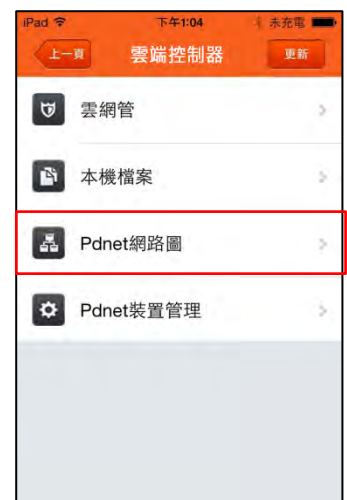 iPad 下午1:04 未充電
上一頁 雲端控制器 更新
雲網管
本機檔案
Pdnet網路圖
Pdnet裝置管理